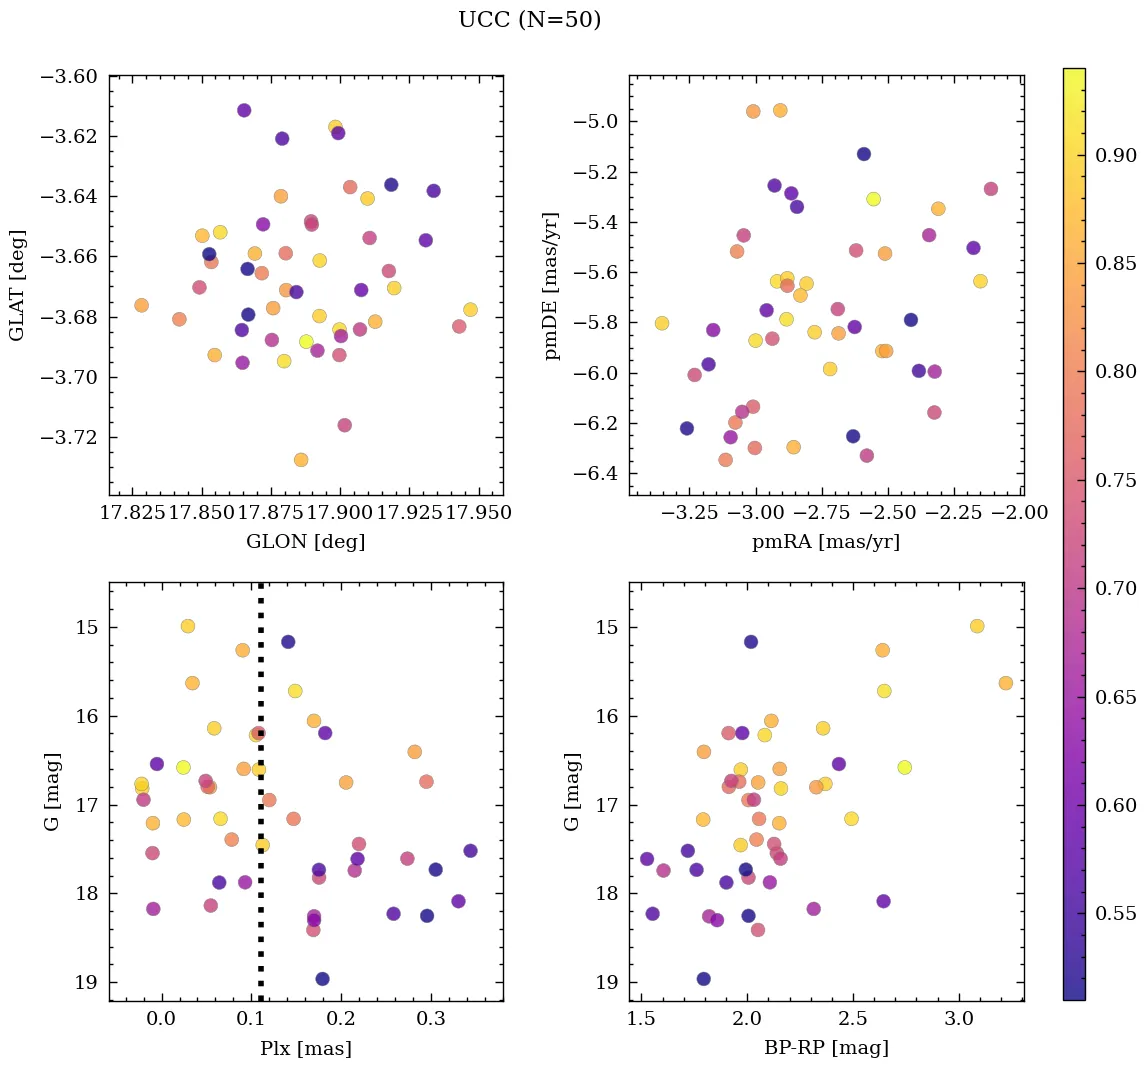 UCC (N=50)
−3.60
−3.62
−3.64
−3.66
−3.68
−3.70
−3.72
GLAT [deg]
17.825 17.850 17.875 17.900 17.925 17.950
GLON [deg]
−5.0
−5.2
−5.4
−5.6
−5.8
−6.0
−6.2
−6.4
pmDE [mas/yr]
−3.25 −3.00 −2.75 −2.50 −2.25 −2.00
pmRA [mas/yr]
15
16
17
18
19
G [mag]
0.0 0.1 0.2 0.3
Plx [mas]
15
16
17
18
19
G [mag]
1.5 2.0 2.5 3.0
BP-RP [mag]
0.90
0.85
0.80
0.75
0.70
0.65
0.60
0.55